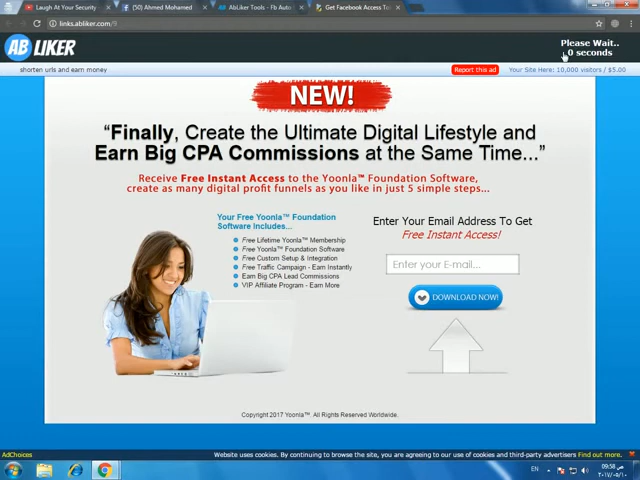 Laugh At Your Security
(50) Ahmed Mohamed
AbLiker Tools - Fb Auto
Get Facebook Access To
links.abliker.com/9
AB LIKER
Please Wait..
0 seconds
shorten urls and earn money
Report this ad
Your Site Here: 10,000 visitors / $5.00
NEW!
“Finally, Create the Ultimate Digital Lifestyle and
Earn Big CPA Commissions at the Same Time...”
Receive Free Instant Access to the Yoonla™ Foundation Software,
create as many digital profit funnels as you like in just 5 simple steps...
Your Free Yoonla™ Foundation
Software Includes...
Free Lifetime Yoonla™ Membership
Free Yoonla™ Foundation Software
Free Custom Setup & Integration
Free Traffic Campaign - Earn Instantly
Earn Big CPA Lead Commissions
VIP Affiliate Program - Earn More
Enter Your Email Address To Get
Free Instant Access!
Enter your E-mail...
DOWNLOAD NOW!
Copyright 2017 Yoonla™. All Rights Reserved Worldwide.
AdChoices
Website uses cookies. By continuing to browse the site, you are agreeing to our use of cookies and third-party advertisers Find out more.
EN
09:58 ص
٢٠١٧/٠٥/١٠